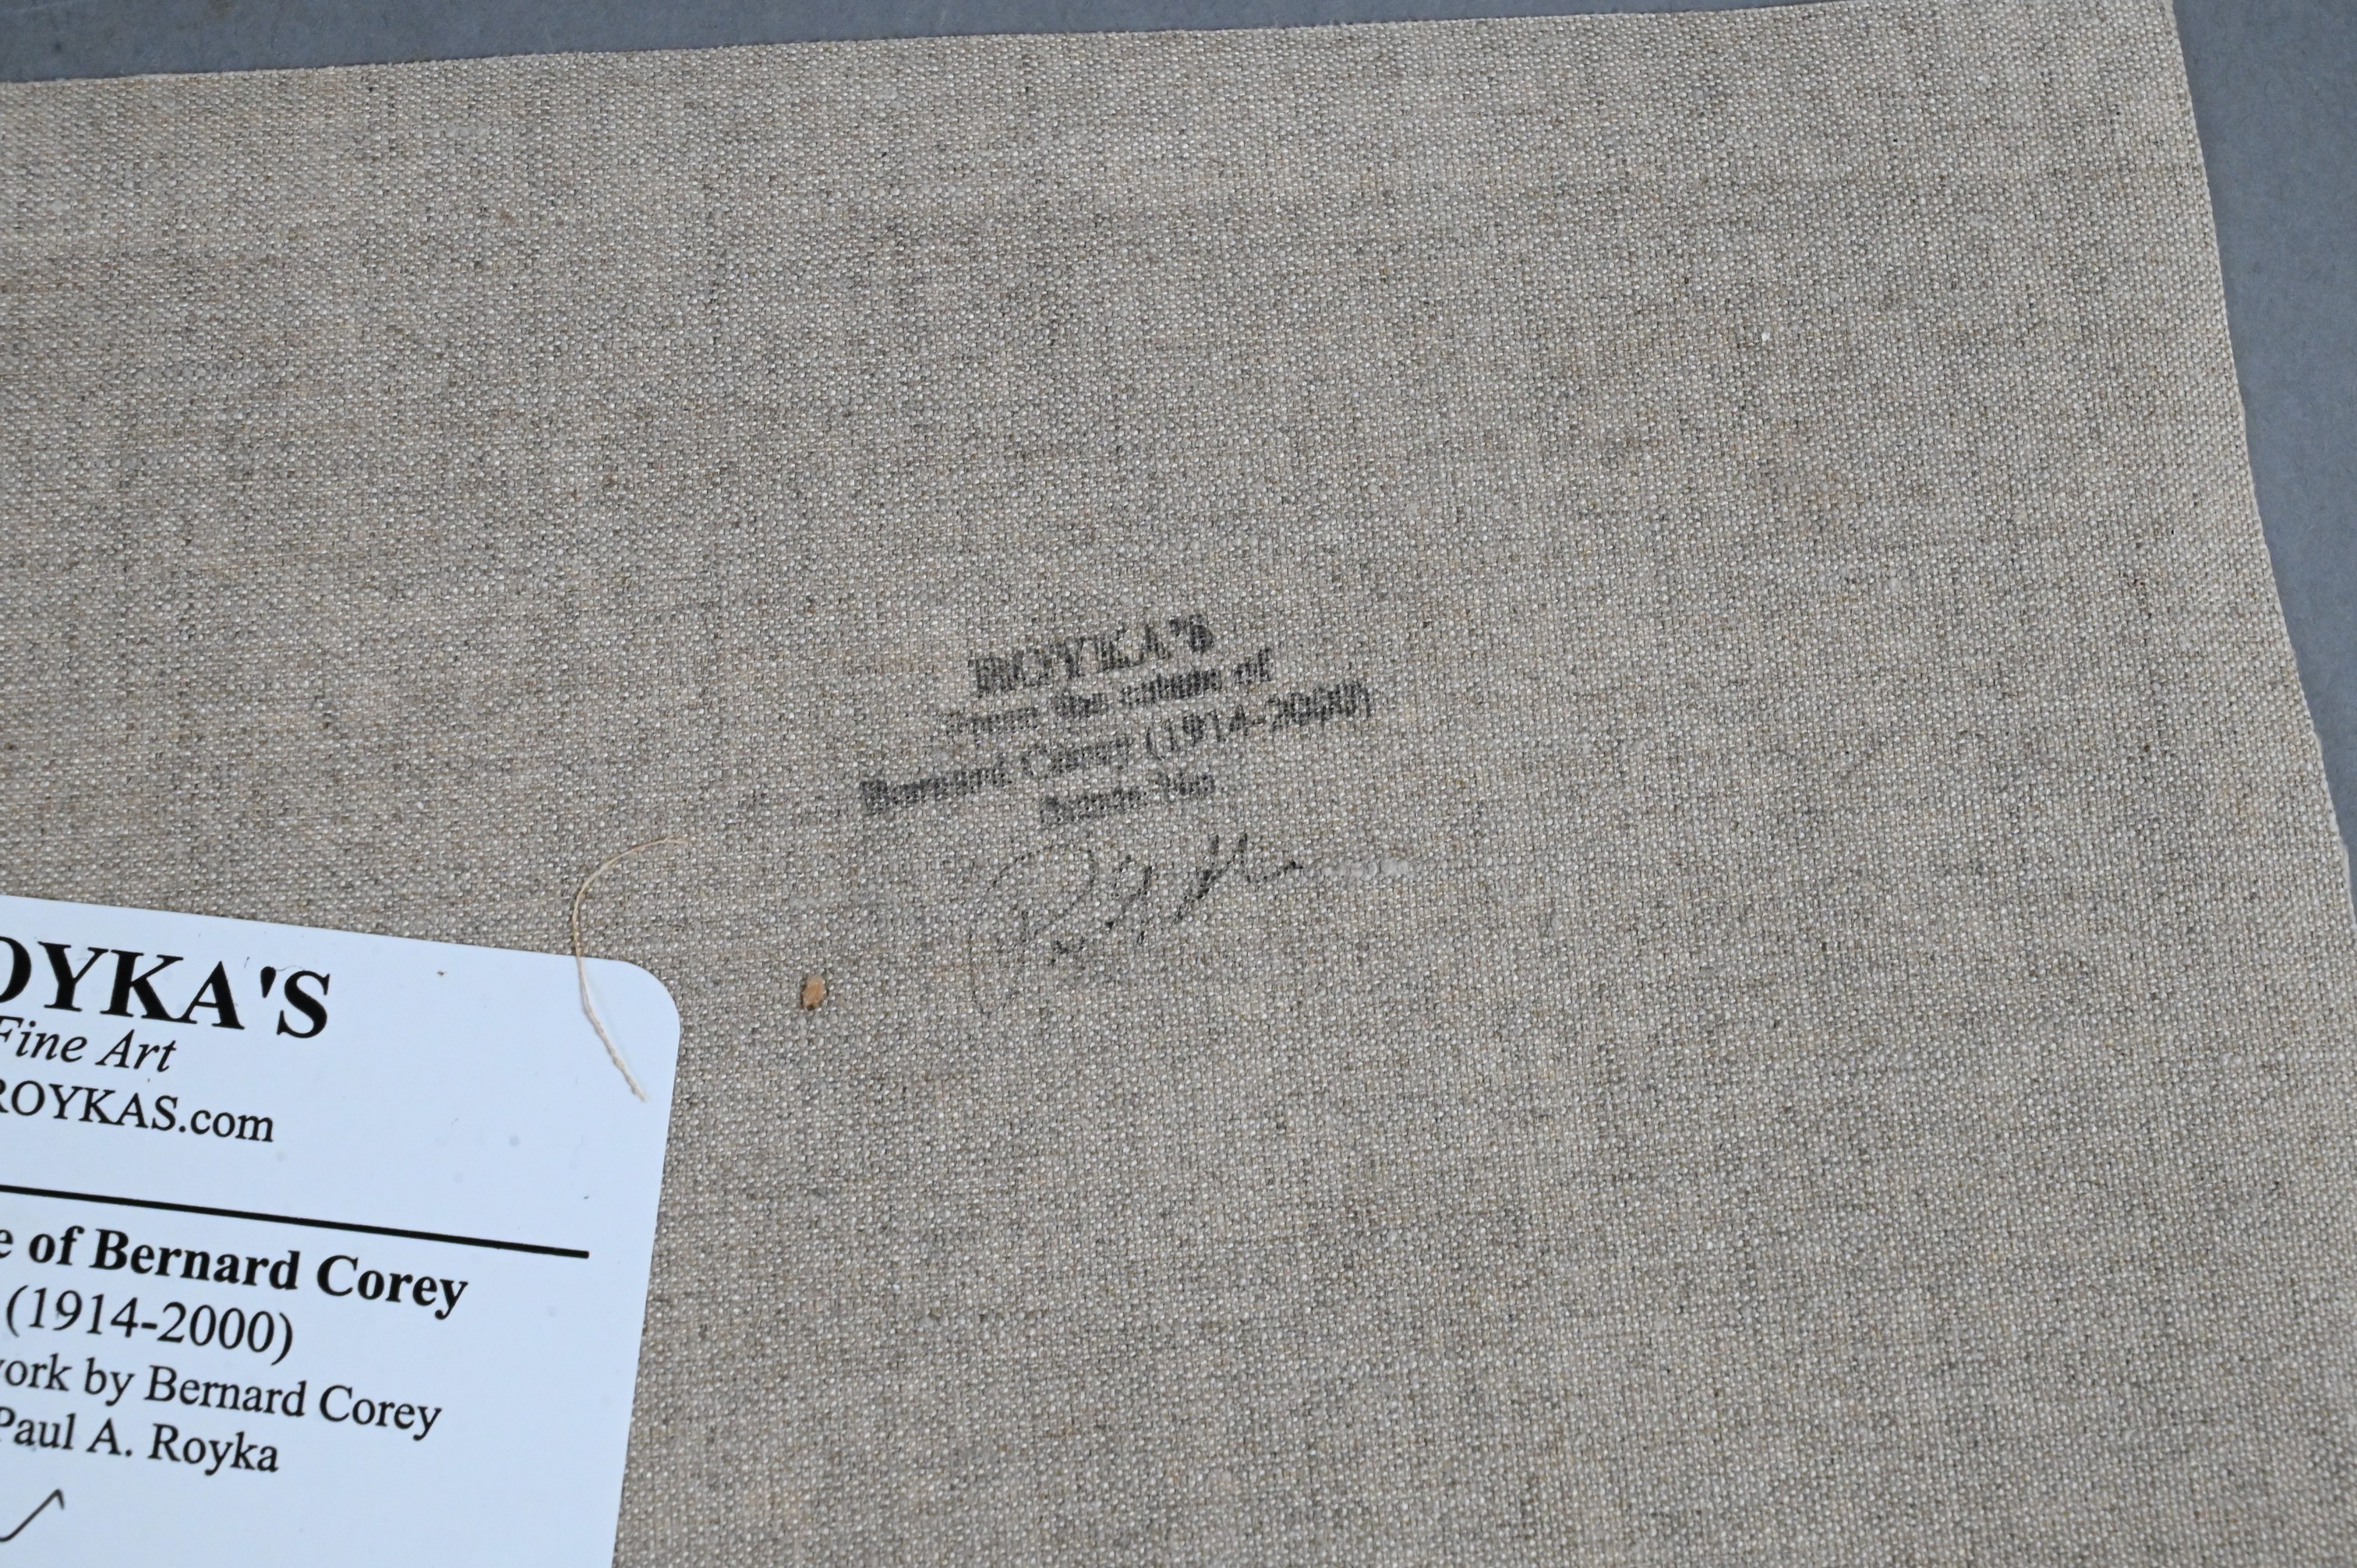 ROYKA'S
From the estate of
Bernard Corey (1914-2000)
OYKA'S
Fine Art
ROYKAS.com
e of Bernard Corey
(1914-2000)
ork by Bernard Corey
Paul A. Royka